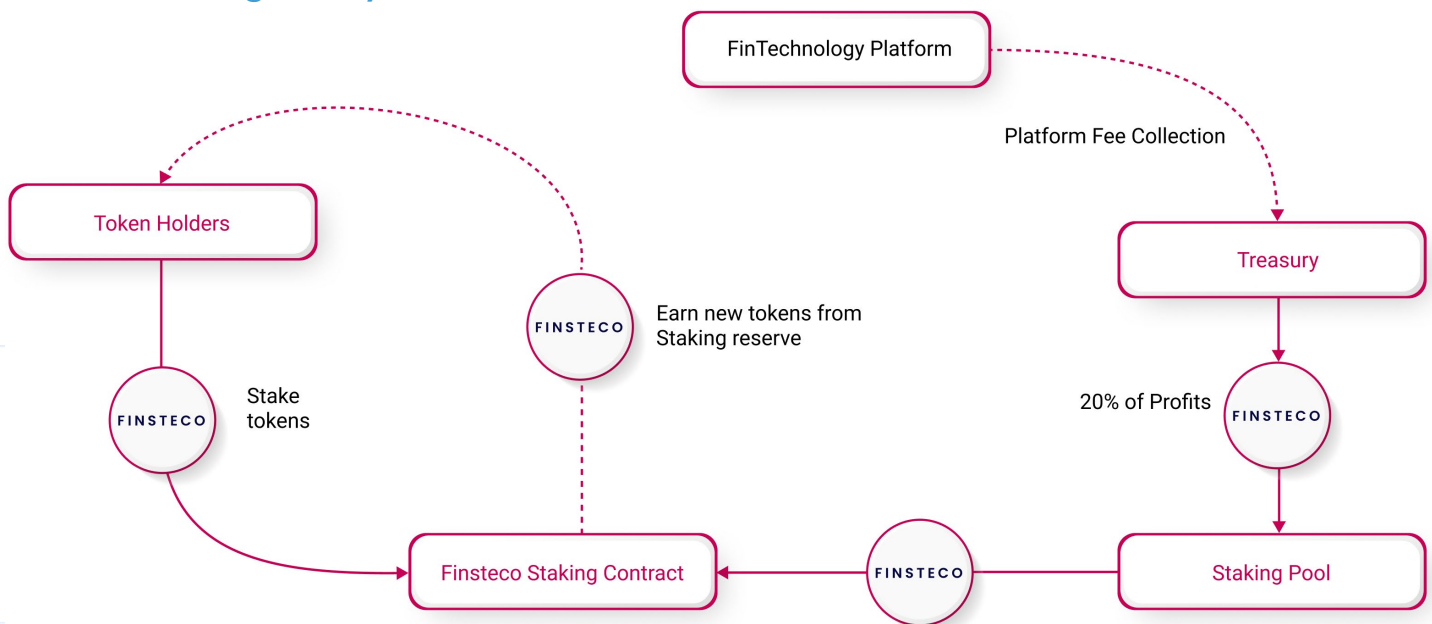 FinTechnology Platform
Platform Fee Collection
Token Holders
Treasury
FINSTECO
Earn new tokens from
Staking reserve
Stake
tokens
FINSTECO
20% of Profits
FINSTECO
Finsteco Staking Contract
FINSTECO
Staking Pool